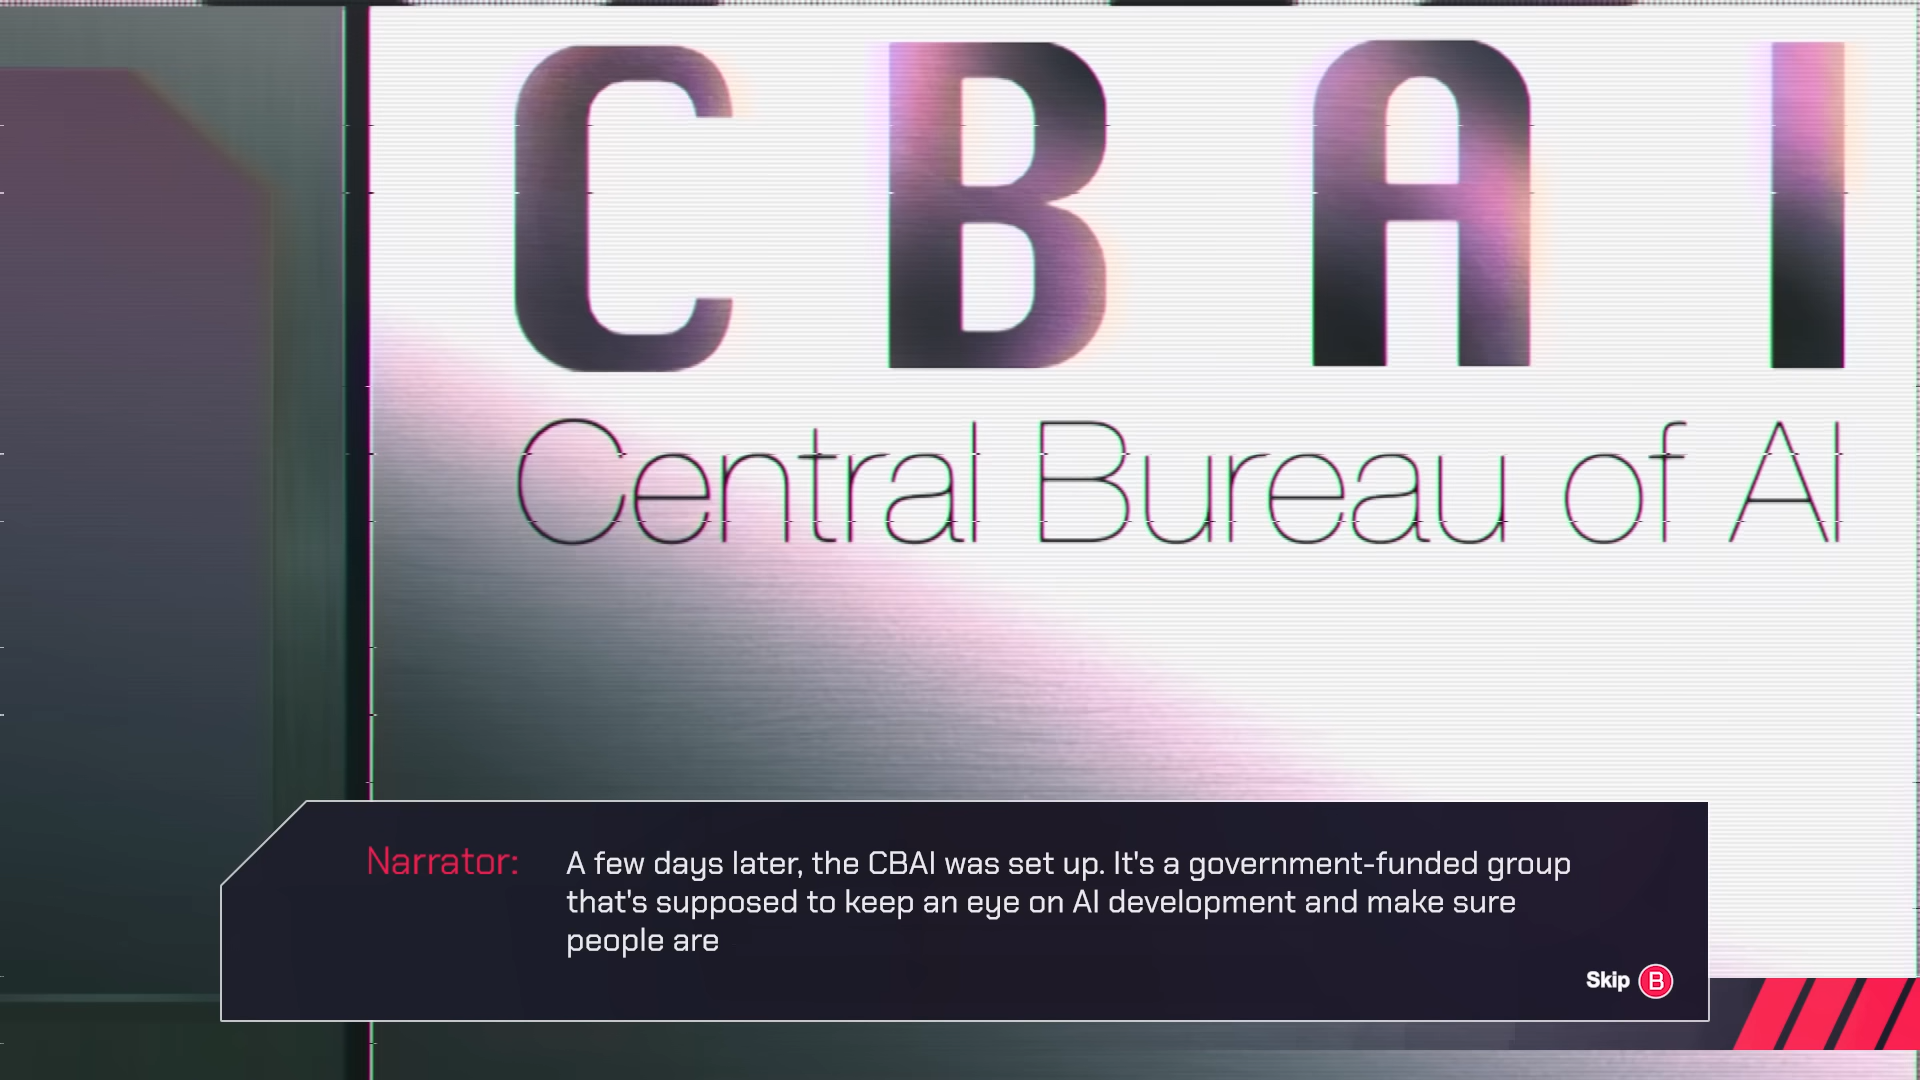 CBAI
Central Bureau of AI
Narrator: A few days later, the CBAI was set up. It's a government-funded group
that's supposed to keep an eye on AI development and make sure
people are
Skip B